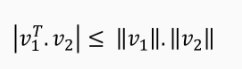 |v₁ᵀ. v₂| ≤ ‖v₁‖. ‖v₂‖